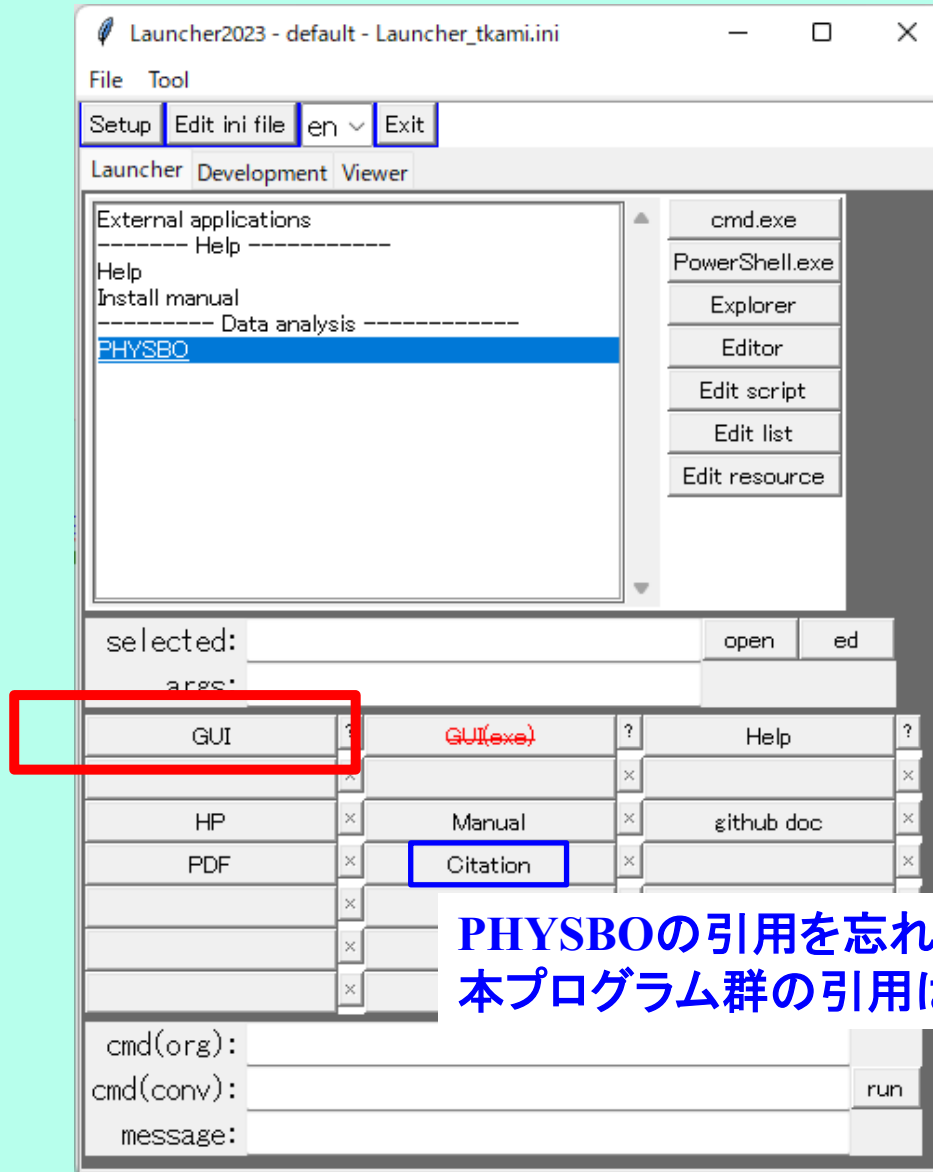 Launcher2023 - default - Launcher_tkami.ini
File Tool
Setup Edit ini file en Exit
Launcher Development Viewer
External applications
------- Help -----------
Help
Install manual
--------- Data analysis ------------
PHYSBO
cmd.exe
PowerShell.exe
Explorer
Editor
Edit script
Edit list
Edit resource
selected: open ed
args:
GUI ? GUI(exe) ? Help ?
× × ×
HP × Manual × github doc ×
PDF × Citation × ×
×
×
×
PHYSBOの引用を忘れ
本プログラム群の引用は
cmd(org):
cmd(conv): run
message: